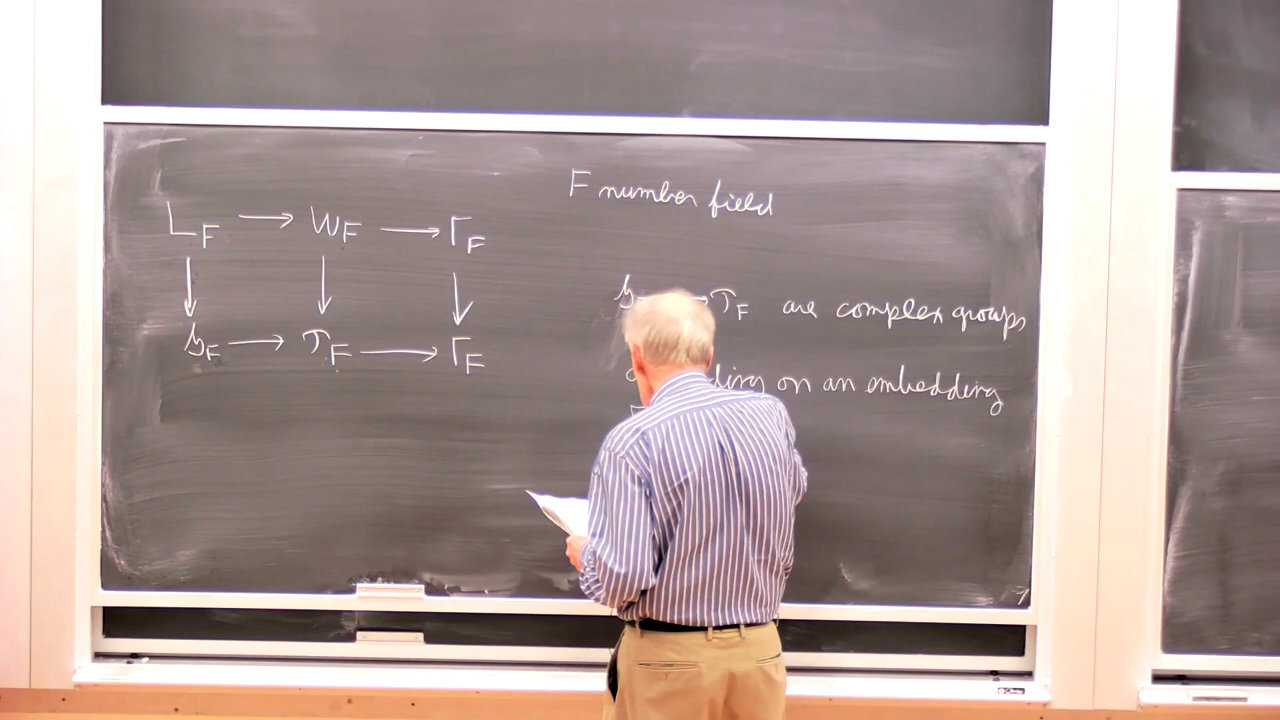 F number field
L_F → W_F → Γ_F
↓ ↓ ↓
𝒢_F → 𝒯_F → Γ_F
𝒯_F are complex groups
on an embedding